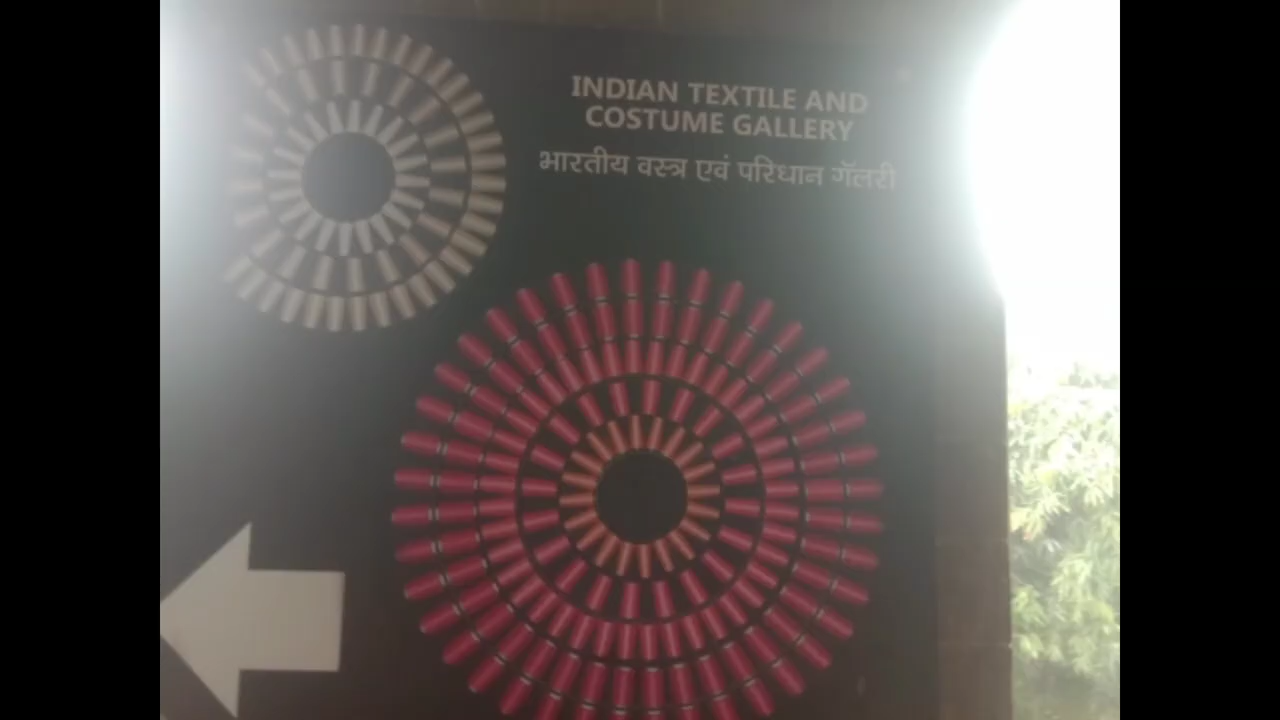 INDIAN TEXTILE AND
COSTUME GALLERY
भारतीय वस्त्र एवं परिधान गॅलरी